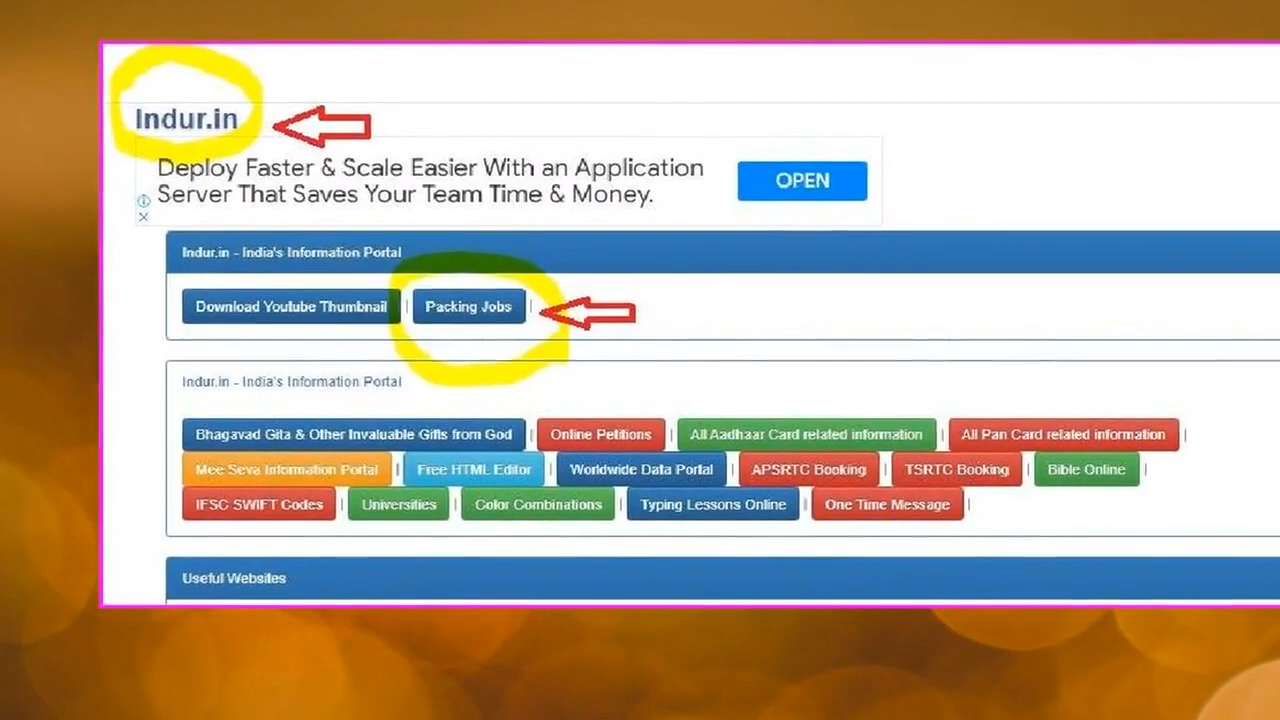 Indur.in
Deploy Faster & Scale Easier With an Application
Server That Saves Your Team Time & Money.
OPEN
Indur.in - India's Information Portal
Download Youtube Thumbnail | Packing Jobs |
Indur.in - India's Information Portal
Bhagavad Gita & Other Invaluable Gifts from God | Online Petitions | All Aadhaar Card related information | All Pan Card related information |
Mee Seva Information Portal | Free HTML Editor | Worldwide Data Portal | APSRTC Booking | TSRTC Booking | Bible Online |
IFSC SWIFT Codes | Universities | Color Combinations | Typing Lessons Online | One Time Message |
Useful Websites